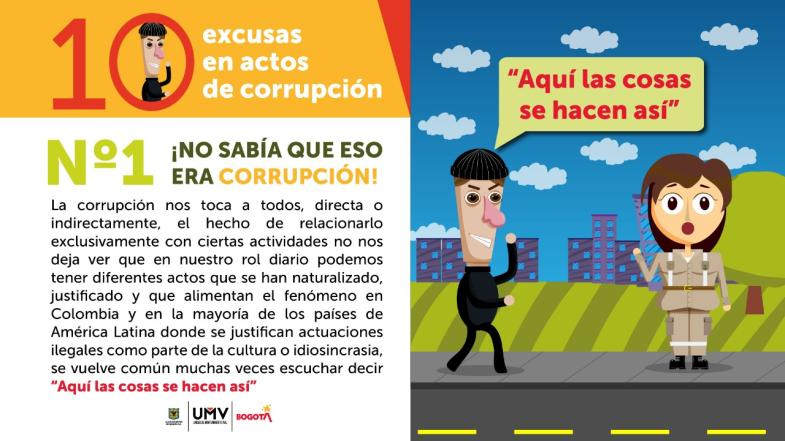 10 excusas
en actos
de corrupción
Nº1 ¡NO SABÍA QUE ESO
ERA CORRUPCIÓN!
La corrupción nos toca a todos, directa o
indirectamente, el hecho de relacionarlo
exclusivamente con ciertas actividades no nos
deja ver que en nuestro rol diario podemos
tener diferentes actos que se han naturalizado,
justificado y que alimentan el fenómeno en
Colombia y en la mayoría de los países de
América Latina donde se justifican actuaciones
ilegales como parte de la cultura o idiosincrasia,
se vuelve común muchas veces escuchar decir
“Aquí las cosas se hacen así”
UMV
BOGOTÁ
“Aquí las cosas
se hacen así”